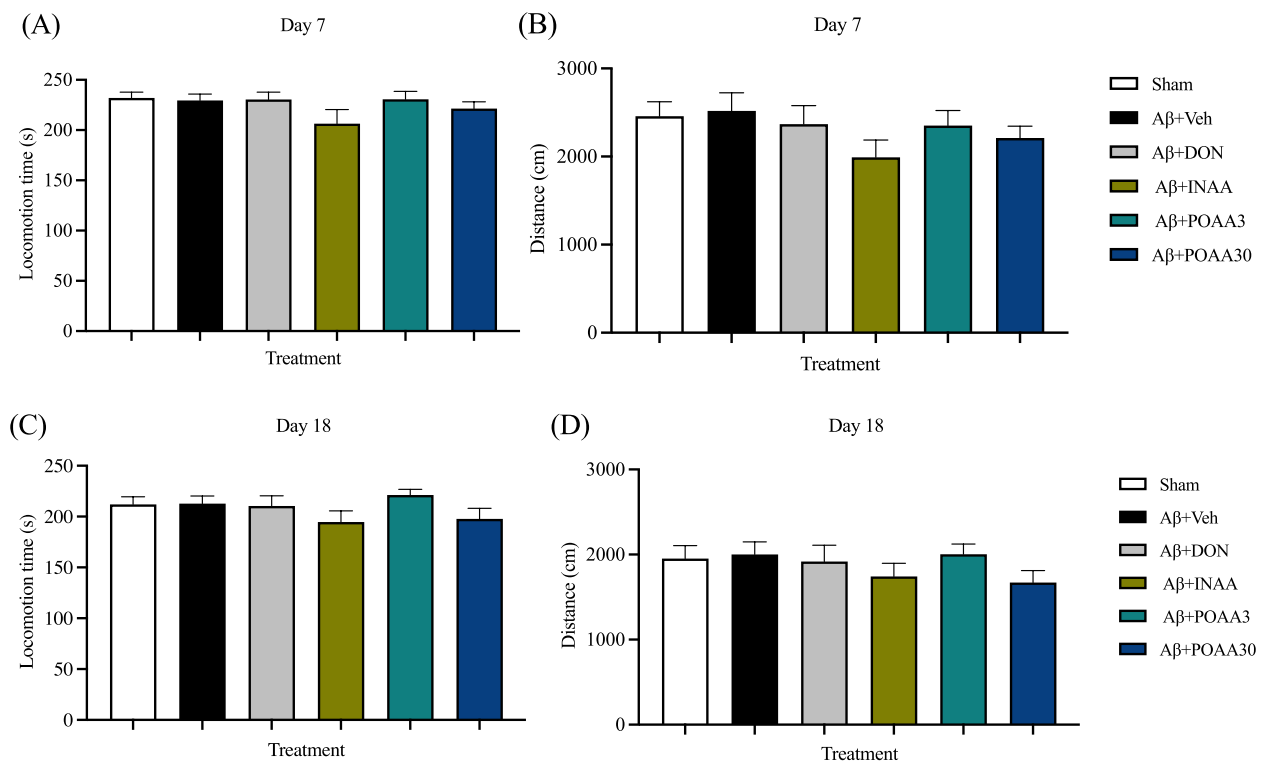 (A)
Day 7
250
200
150
100
50
0
Locomotion time (s)
Treatment
(B)
Day 7
3000
2000
1000
0
Distance (cm)
Treatment
Sham
Aβ+Veh
Aβ+DON
Aβ+INAA
Aβ+POAA3
Aβ+POAA30
(C)
Day 18
250
200
150
100
50
0
Locomotion time (s)
Treatment
(D)
Day 18
3000
2000
1000
0
Distance (cm)
Treatment
Sham
Aβ+Veh
Aβ+DON
Aβ+INAA
Aβ+POAA3
Aβ+POAA30